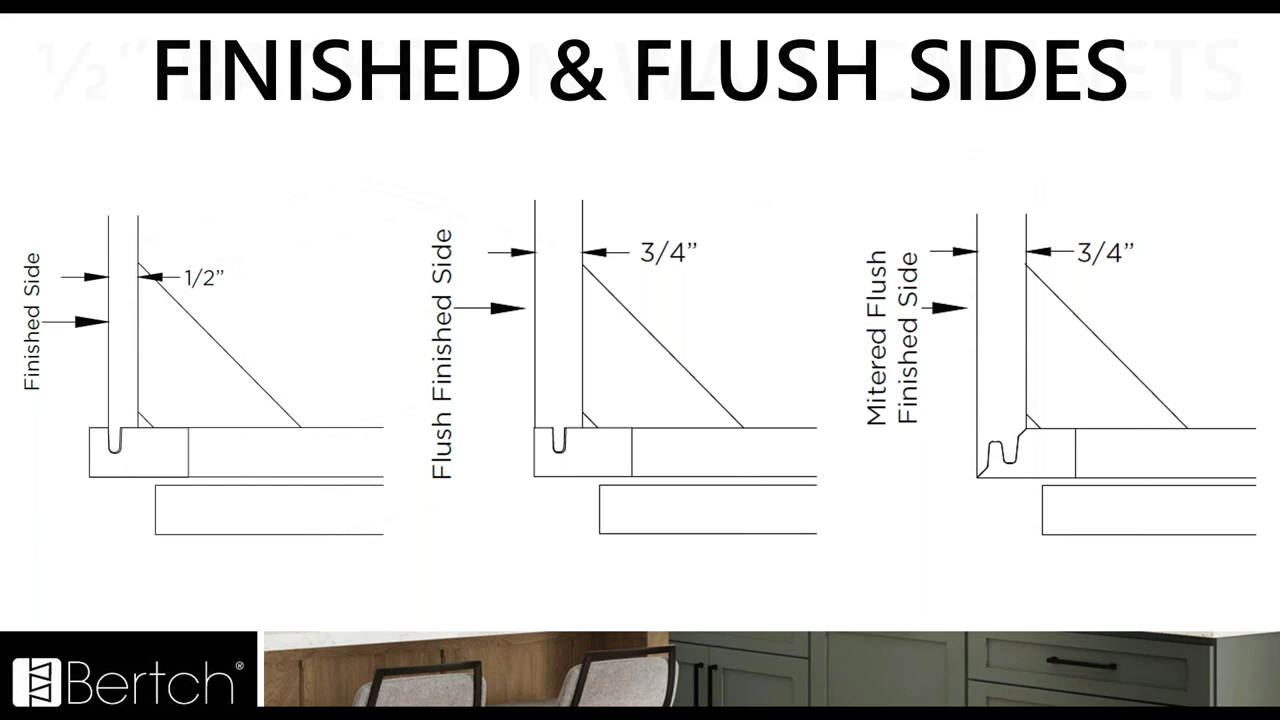 FINISHED & FLUSH SIDES
Finished Side
1/2”
Flush Finished Side
3/4”
Mitered Flush
Finished Side
3/4”
Bertch®